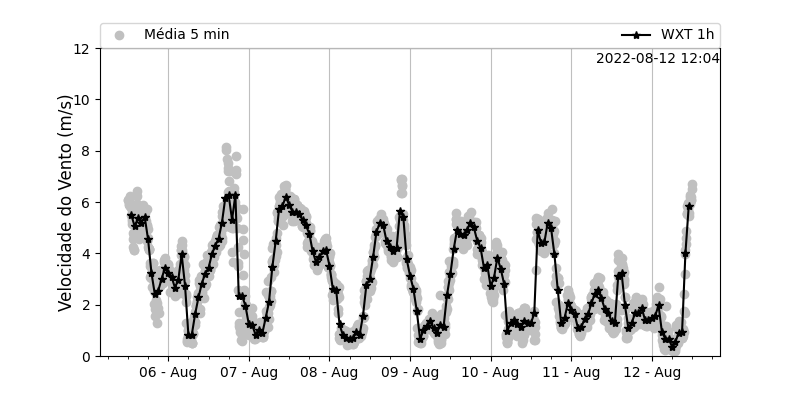 Média 5 min
WXT 1h
2022-08-12 12:04
Velocidade do Vento (m/s)
12
10
8
6
4
2
0
06 - Aug
07 - Aug
08 - Aug
09 - Aug
10 - Aug
11 - Aug
12 - Aug